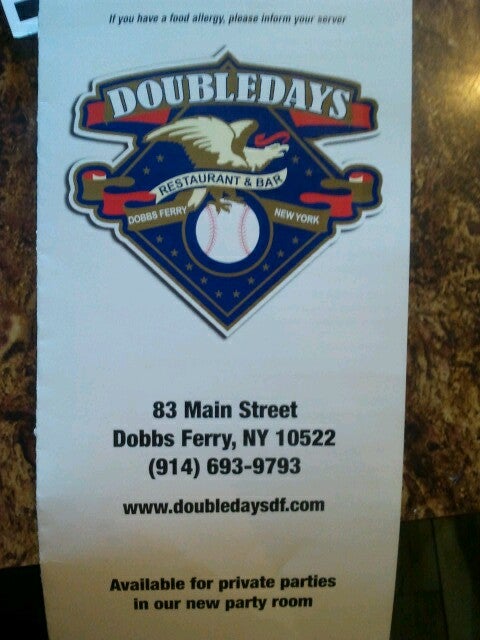 If you have a food allergy, please inform your server
DOUBLEDAYS
RESTAURANT & BAR
DOBBS FERRY
NEW YORK
83 Main Street
Dobbs Ferry, NY 10522
(914) 693-9793
www.doubledaysdf.com
Available for private parties
in our new party room